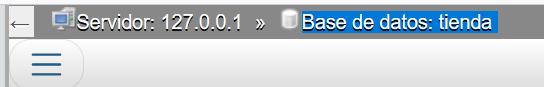 ← Servidor: 127.0.0.1 » Base de datos: tienda